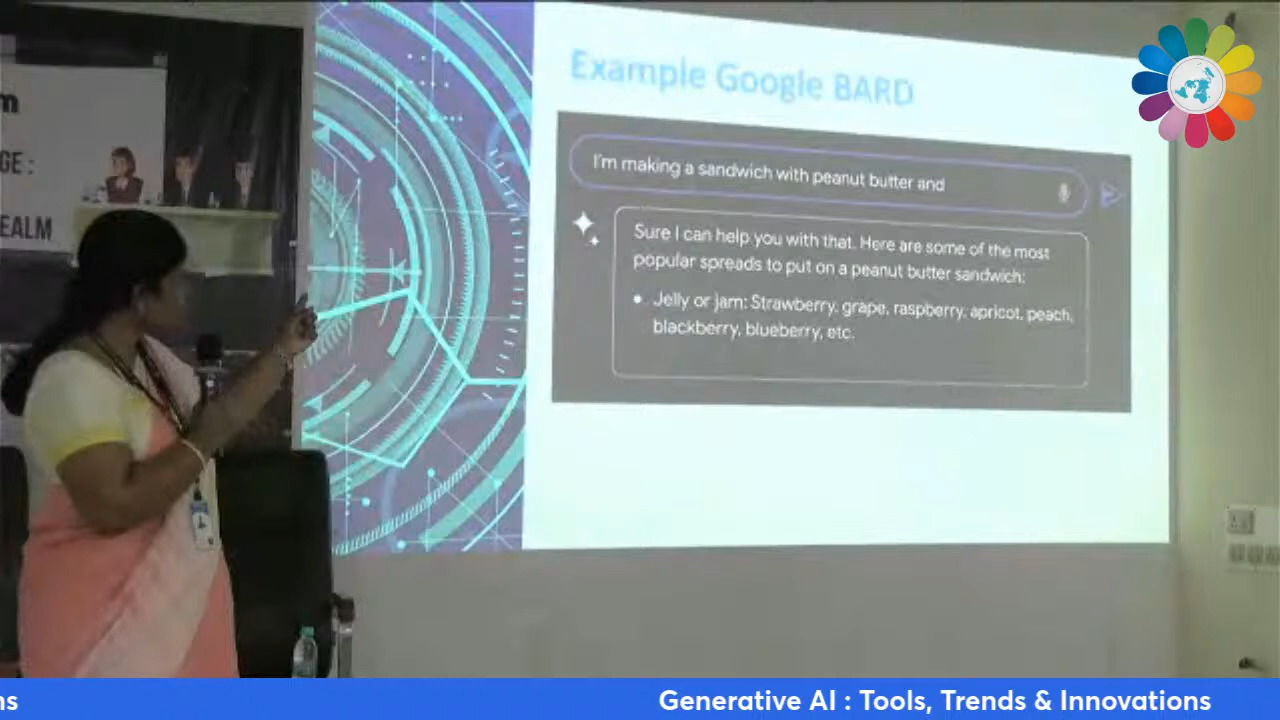 m
GE :
EALM
Example Google BARD
I'm making a sandwich with peanut butter and
Sure I can help you with that. Here are some of the most
popular spreads to put on a peanut butter sandwich:
• Jelly or jam: Strawberry, grape, raspberry, apricot, peach,
blackberry, blueberry, etc.
ns
Generative AI : Tools, Trends & Innovations